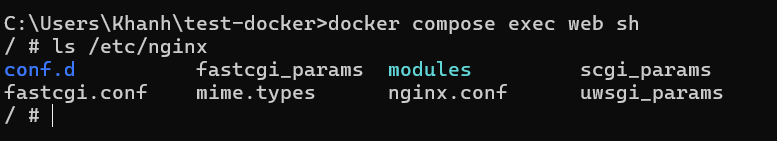 C:\Users\Khanh\test-docker>docker compose exec web sh
/ # ls /etc/nginx
conf.d          fastcgi_params  modules         scgi_params
fastcgi.conf    mime.types      nginx.conf      uwsgi_params
/ #